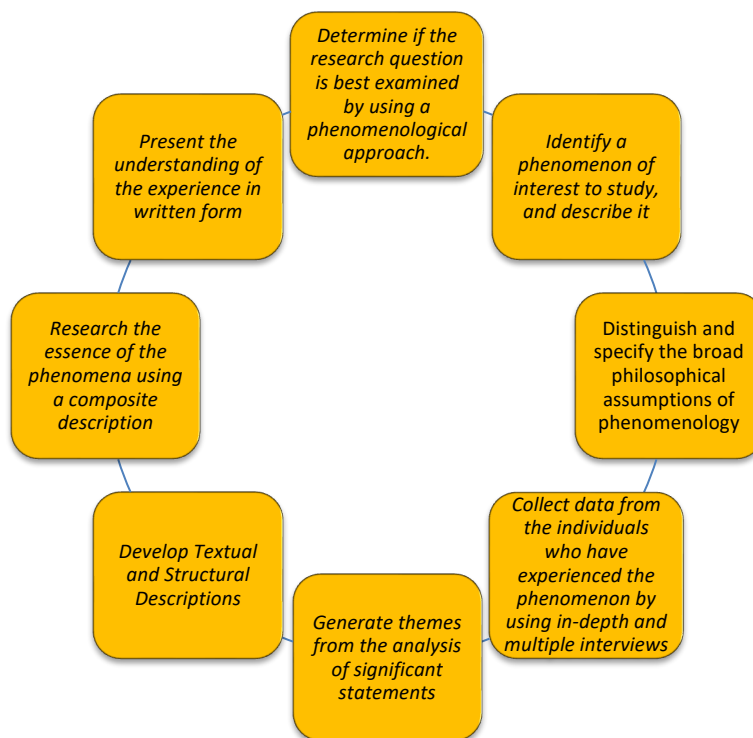 Determine if the
research question
is best examined
by using a
phenomenological
approach.
Identify a
phenomenon of
interest to study,
and describe it
Distinguish and
specify the broad
philosophical
assumptions of
phenomenology
Collect data from
the individuals
who have
experienced the
phenomenon by
using in-depth and
multiple interviews
Generate themes
from the analysis
of significant
statements
Develop Textual
and Structural
Descriptions
Research the
essence of the
phenomena using
a composite
description
Present the
understanding of
the experience in
written form